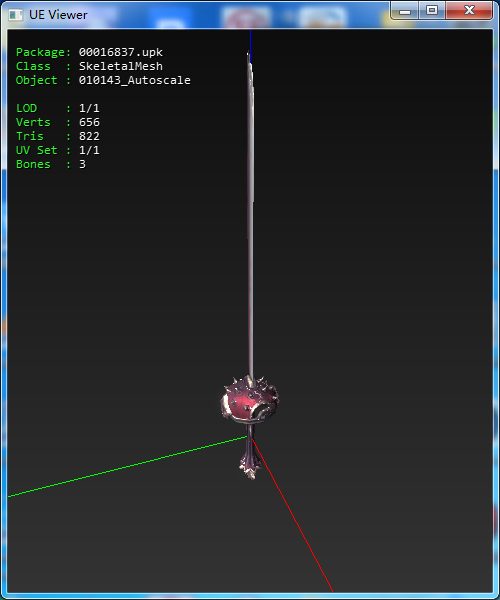 UE Viewer
Package: 00016837.upk
Class  : SkeletalMesh
Object : 010143_Autoscale
LOD    : 1/1
Verts  : 656
Tris   : 822
UV Set : 1/1
Bones  : 3